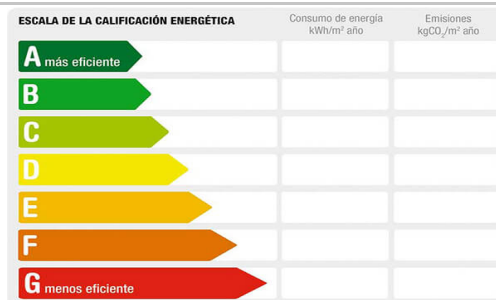 ESCALA DE LA CALIFICACIÓN ENERGÉTICA
Consumo de energía
kWh/m² año
Emisiones
kgCO₂/m² año
A más eficiente
B
C
D
E
F
G menos eficiente